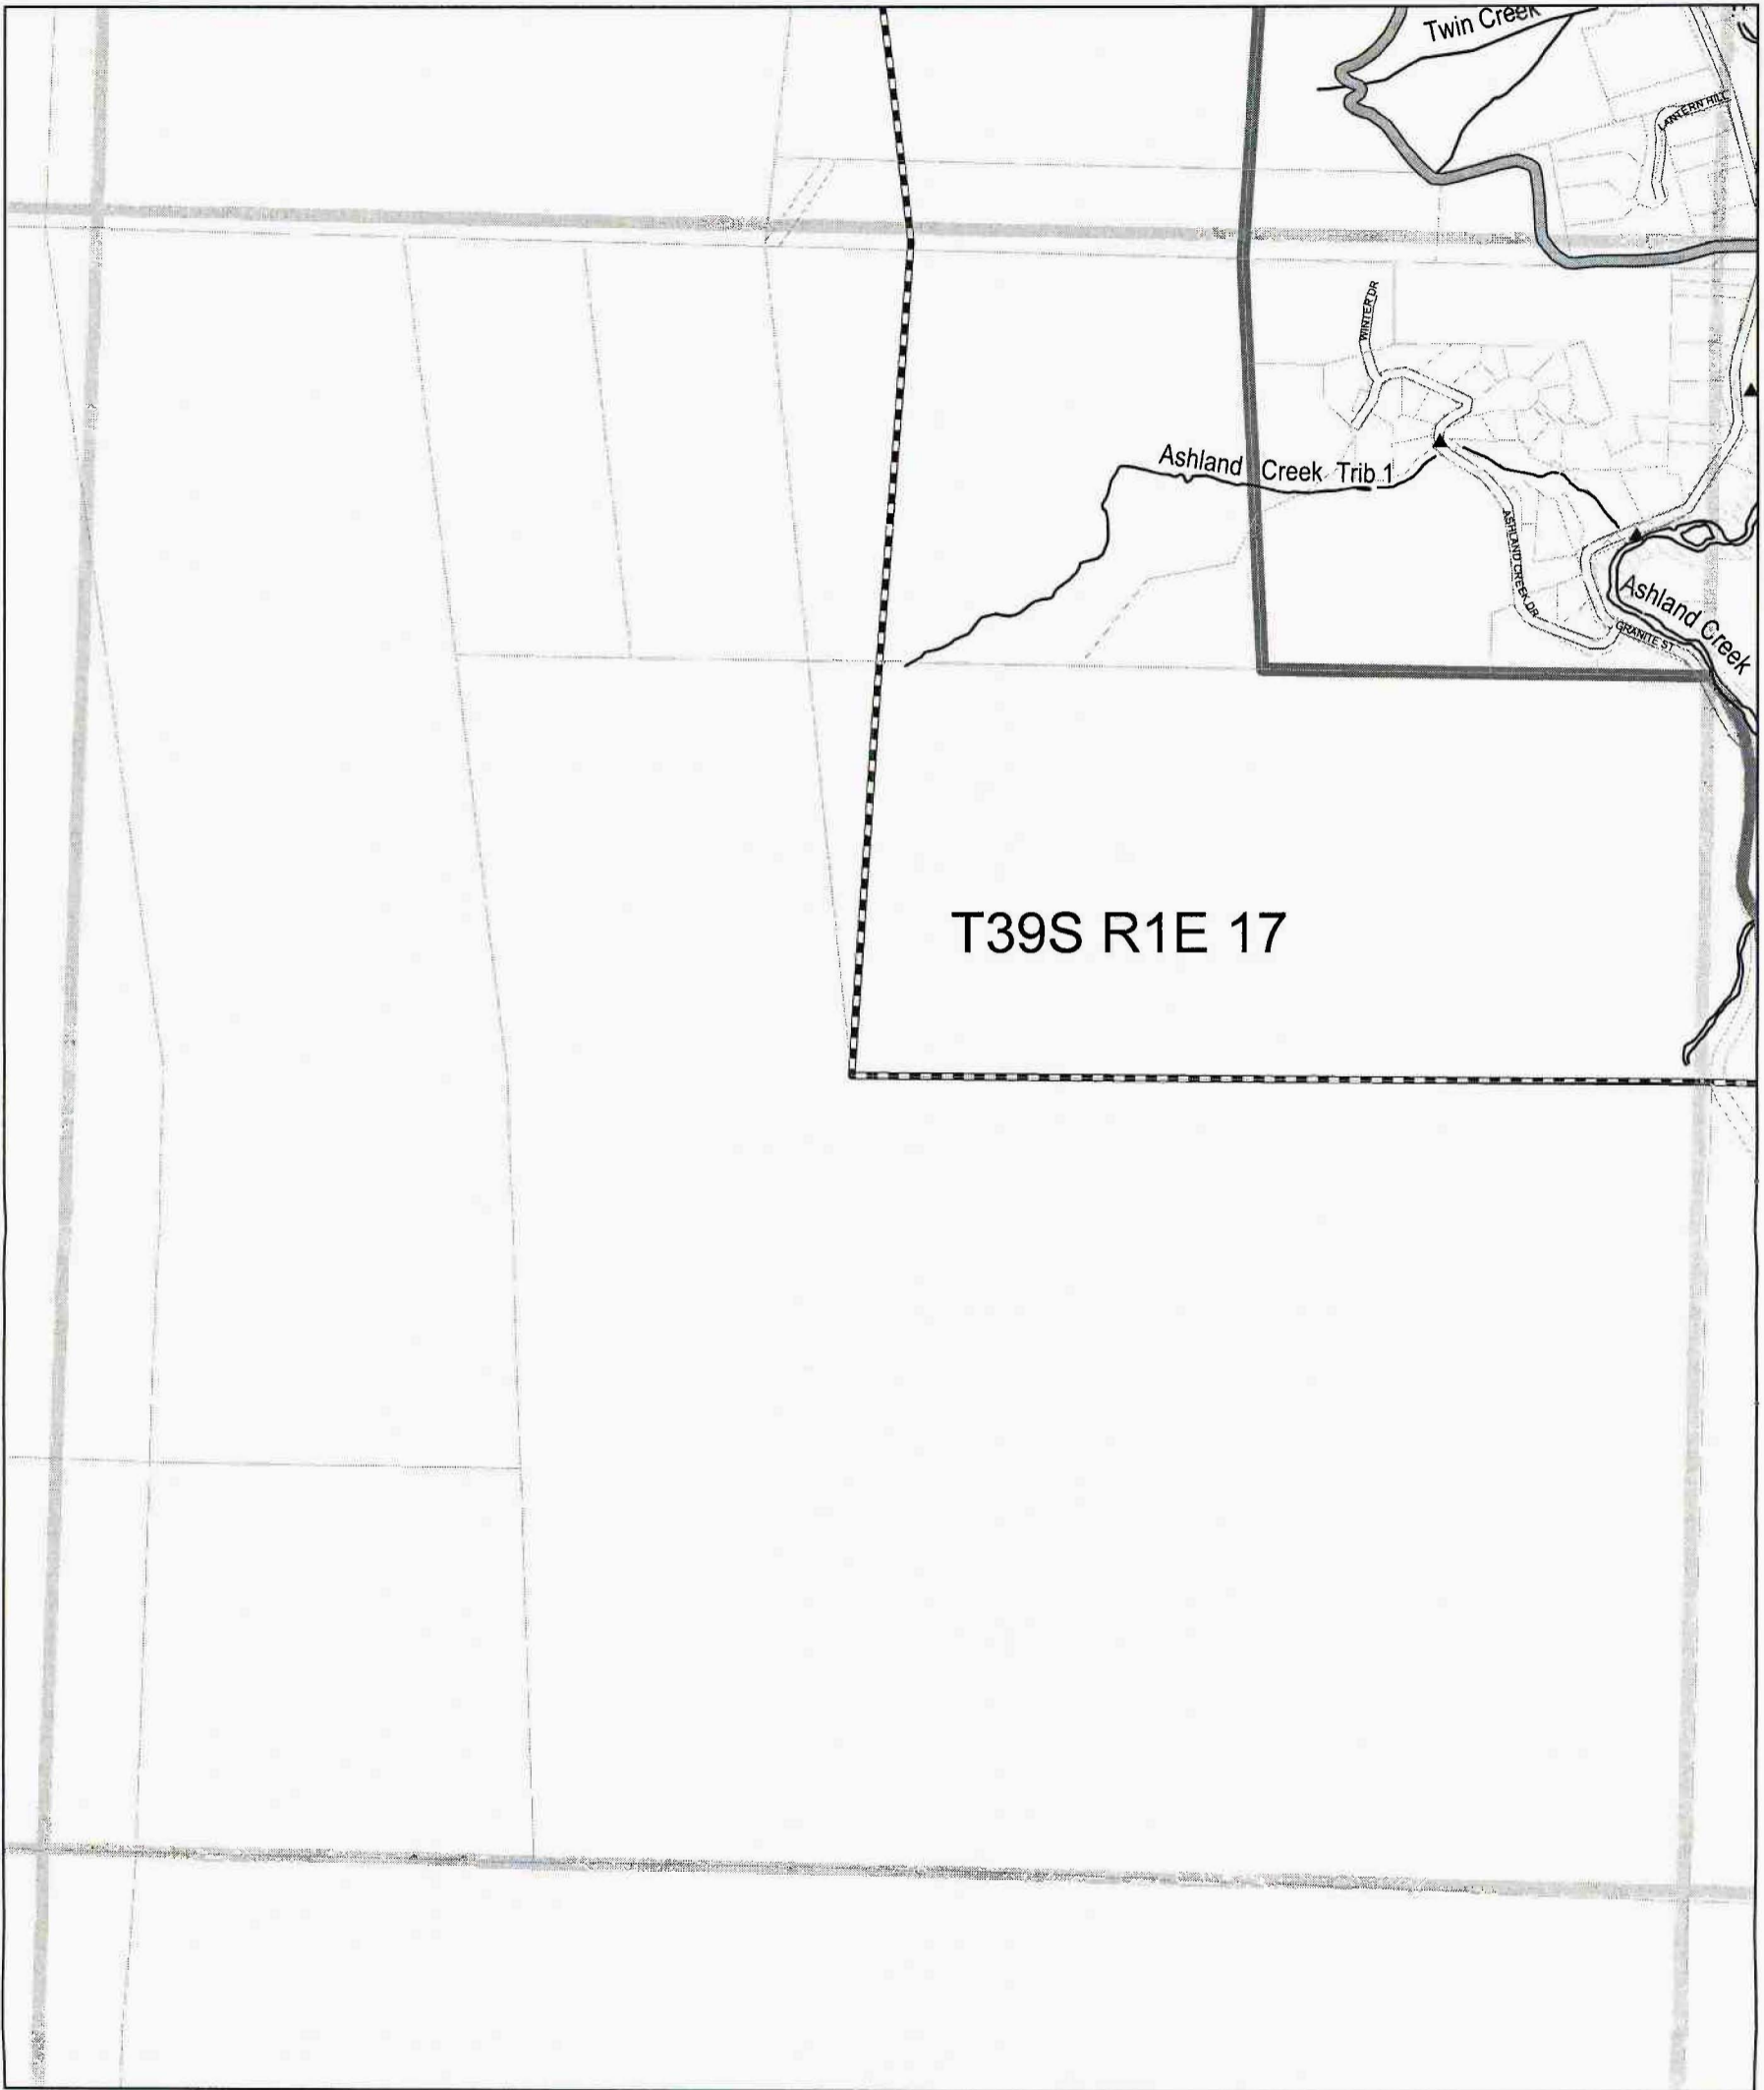 Twin Creek
LANTERN HILL
WINTER DR
Ashland Creek Trib 1
ASHLAND CREEK DR
Ashland Creek
GRANITE ST
T39S R1E 17